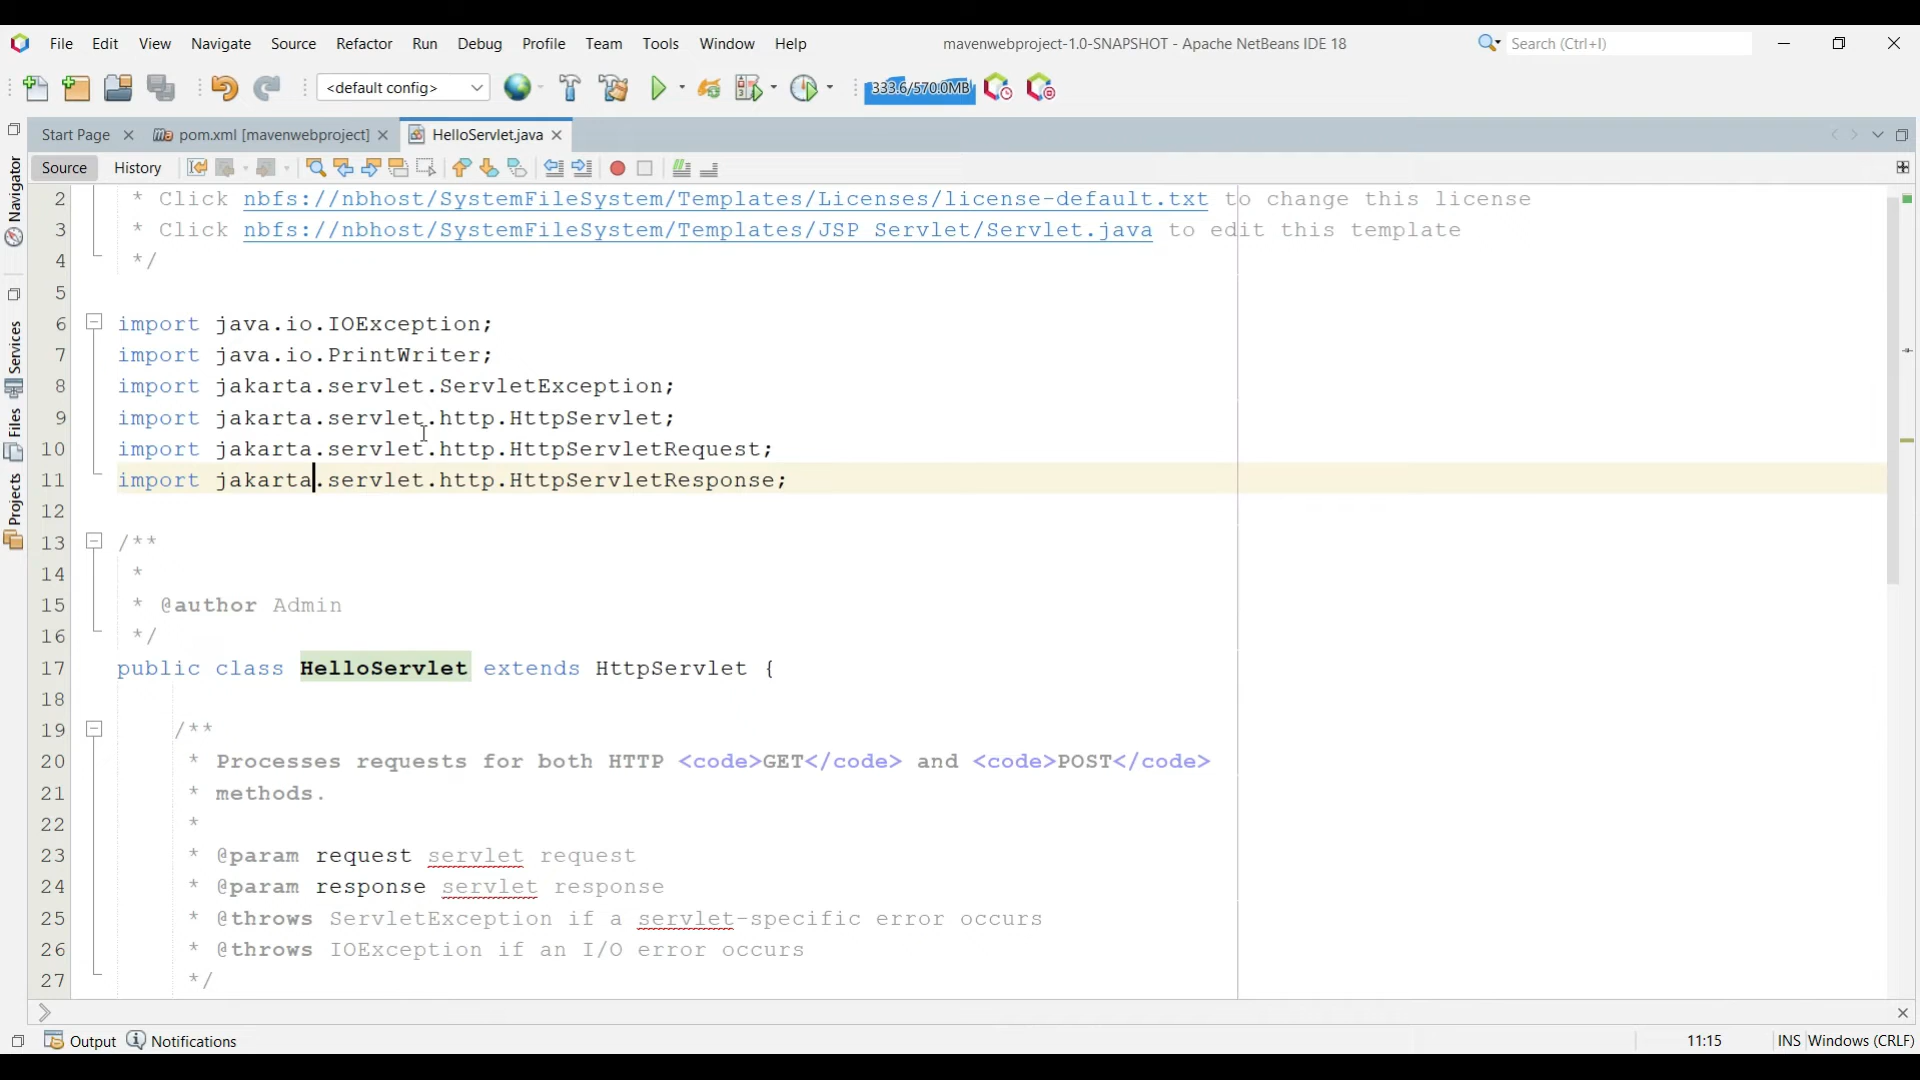 File Edit View Navigate Source Refactor Run Debug Profile Team Tools Window Help mavenwebproject-1.0-SNAPSHOT - Apache NetBeans IDE 18 Search (Ctrl+I)
<default config> 333.6/570.0MB
Start Page pom.xml [mavenwebproject] HelloServlet.java
Source History
Navigator
Services
Files
Projects
2 * Click nbfs://nbhost/SystemFileSystem/Templates/Licenses/license-default.txt to change this license
3 * Click nbfs://nbhost/SystemFileSystem/Templates/JSP_Servlet/Servlet.java to edit this template
4 */
5
6 import java.io.IOException;
7 import java.io.PrintWriter;
8 import jakarta.servlet.ServletException;
9 import jakarta.servlet.http.HttpServlet;
10 import jakarta.servlet.http.HttpServletRequest;
11 import jakarta.servlet.http.HttpServletResponse;
12
13 /**
14 *
15 * @author Admin
16 */
17 public class HelloServlet extends HttpServlet {
18
19 /**
20 * Processes requests for both HTTP <code>GET</code> and <code>POST</code>
21 * methods.
22 *
23 * @param request servlet request
24 * @param response servlet response
25 * @throws ServletException if a servlet-specific error occurs
26 * @throws IOException if an I/O error occurs
27 */
Output Notifications 11:15 INS Windows (CRLF)